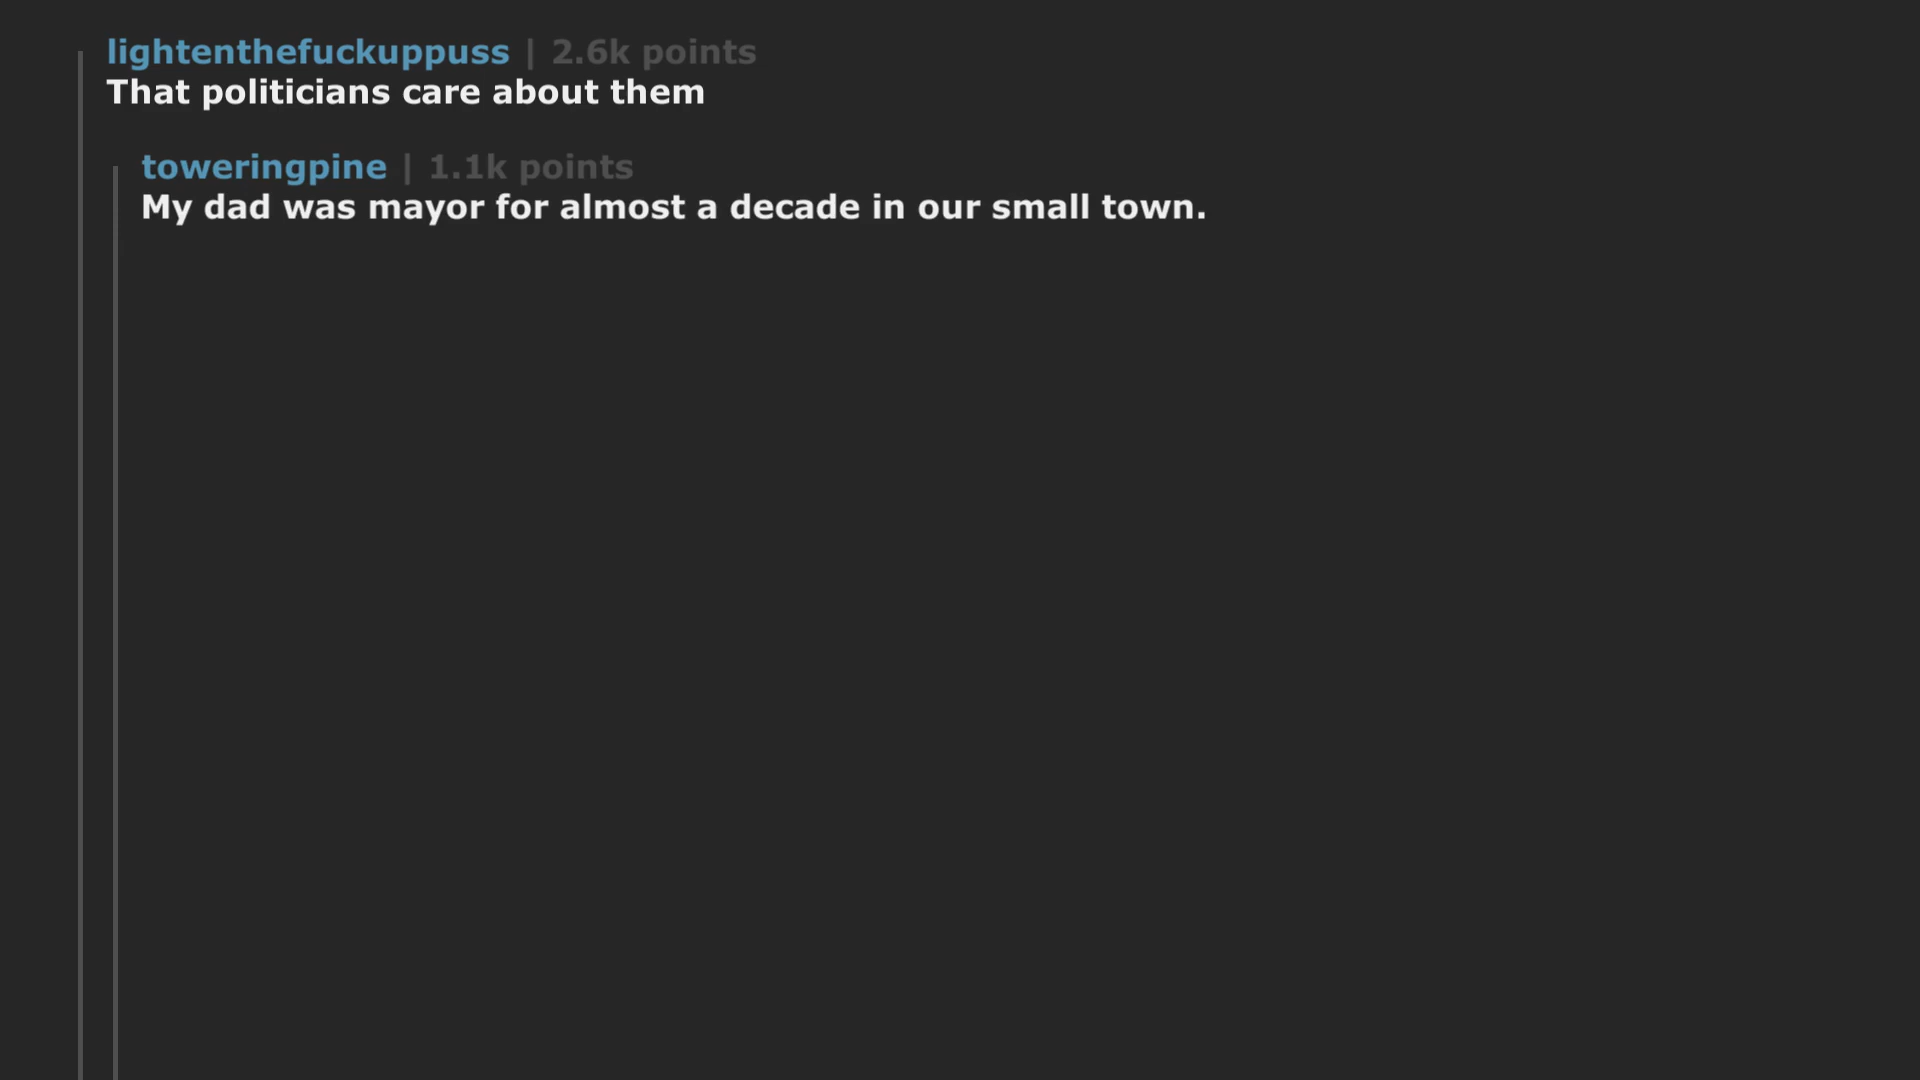 lightenthefuckuppuss | 2.6k points
That politicians care about them
toweringpine | 1.1k points
My dad was mayor for almost a decade in our small town.